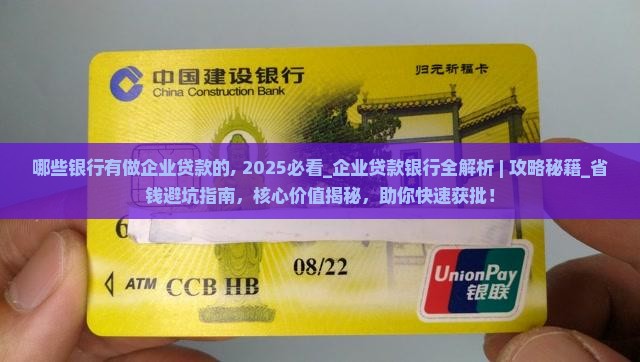 中国建设银行
China Construction Bank
归元祈福卡
哪些银行有做企业贷款的, 2025必看_企业贷款银行全解析 | 攻略秘籍_省
钱避坑指南，核心价值揭秘，助你快速获批！
6
08/22
ATM CCB HB
UnionPay
银联